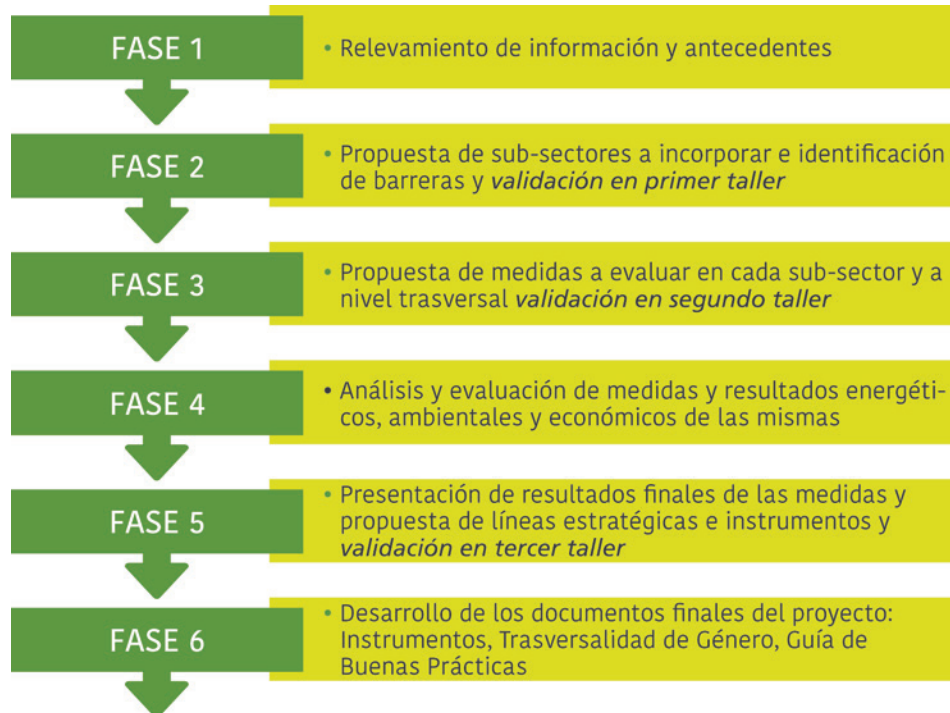 FASE 1
• Relevamiento de información y antecedentes
FASE 2
• Propuesta de sub-sectores a incorporar e identificación
de barreras y validación en primer taller
FASE 3
• Propuesta de medidas a evaluar en cada sub-sector y a
nivel trasversal validación en segundo taller
FASE 4
• Análisis y evaluación de medidas y resultados energéti-
cos, ambientales y económicos de las mismas
FASE 5
• Presentación de resultados finales de las medidas y
propuesta de líneas estratégicas e instrumentos y
validación en tercer taller
FASE 6
• Desarrollo de los documentos finales del proyecto:
Instrumentos, Trasversalidad de Género, Guía de
Buenas Prácticas